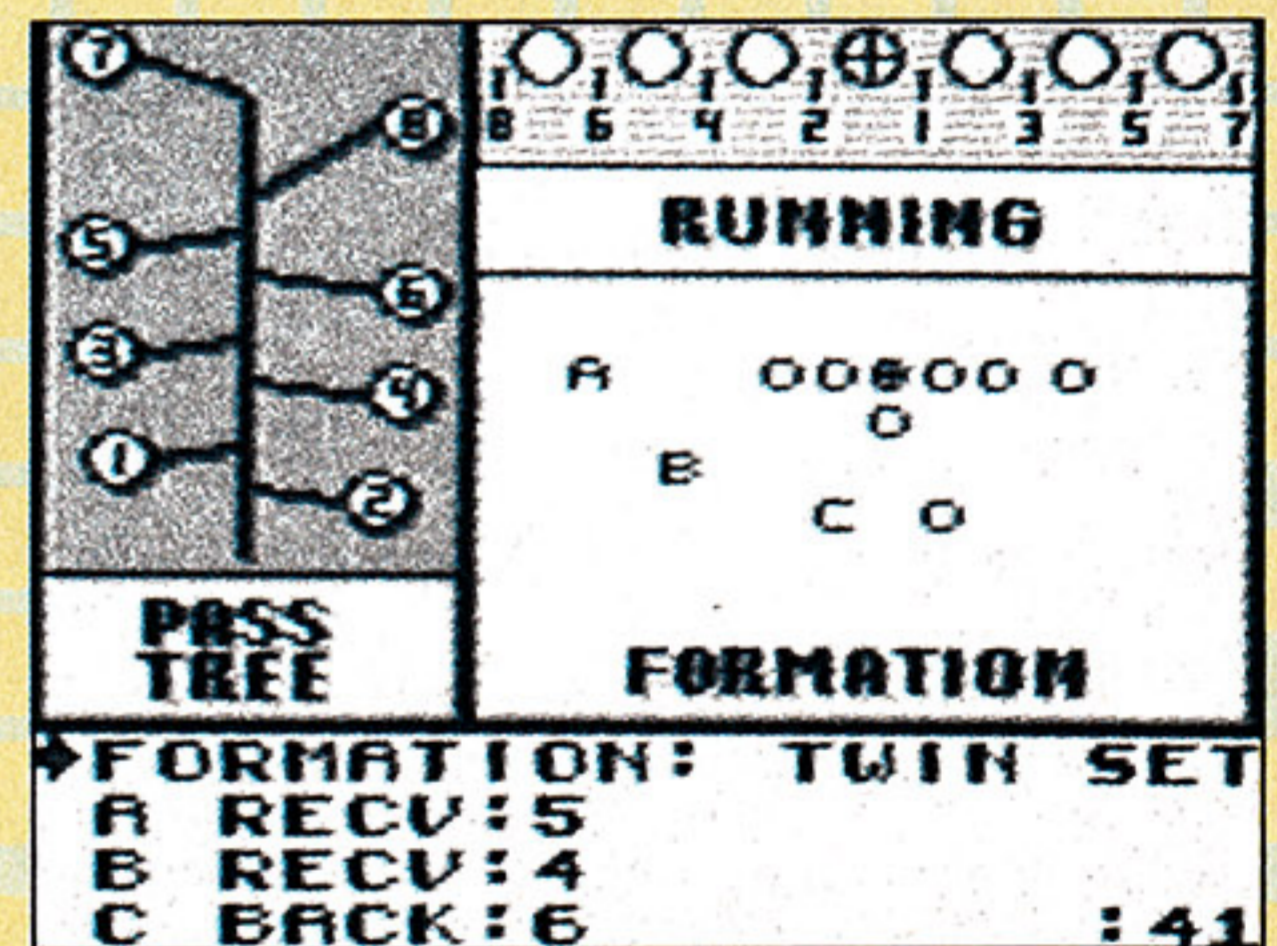 7
8
5
6
3
4
1
2
PASS
TREE
8 6 4 2 1 3 5 7
RUNNING
A
B
C
FORMATION
FORMATION: TWIN SET
A RECV:5
B RECV:4
C BACK:6 :41